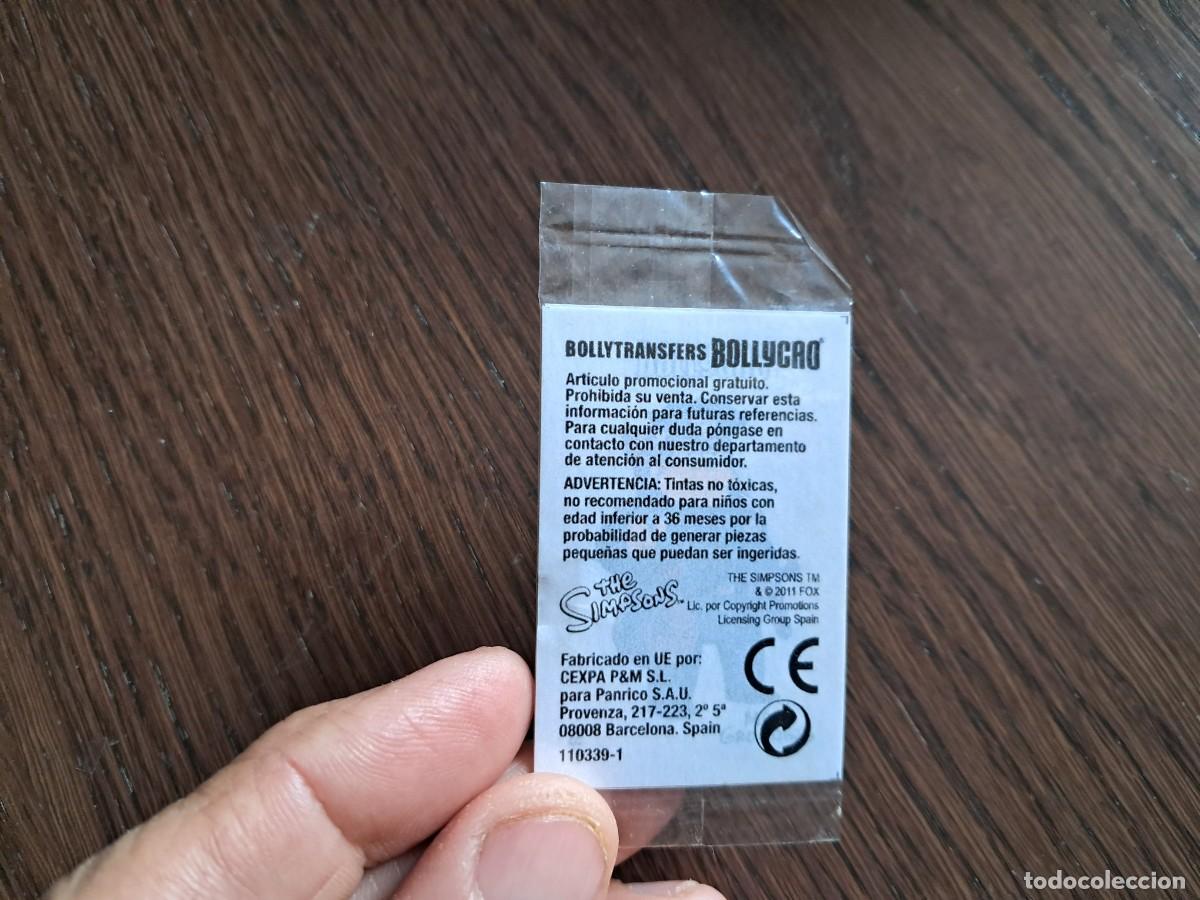 BOLLYTRANSFERS BOLLYCAO®
Artículo promocional gratuito.
Prohibida su venta. Conservar esta
información para futuras referencias.
Para cualquier duda póngase en
contacto con nuestro departamento
de atención al consumidor.
ADVERTENCIA: Tintas no tóxicas,
no recomendado para niños con
edad inferior a 36 meses por la
probabilidad de generar piezas
pequeñas que puedan ser ingeridas.
THE SIMPSONS™
THE SIMPSONS TM
& © 2011 FOX
Lic. por Copyright Promotions
Licensing Group Spain
Fabricado en UE por:
CEXPA P&M S.L.
para Panrico S.A.U.
Provenza, 217-223, 2º 5ª
08008 Barcelona. Spain
110339-1
CE
todocoleccion